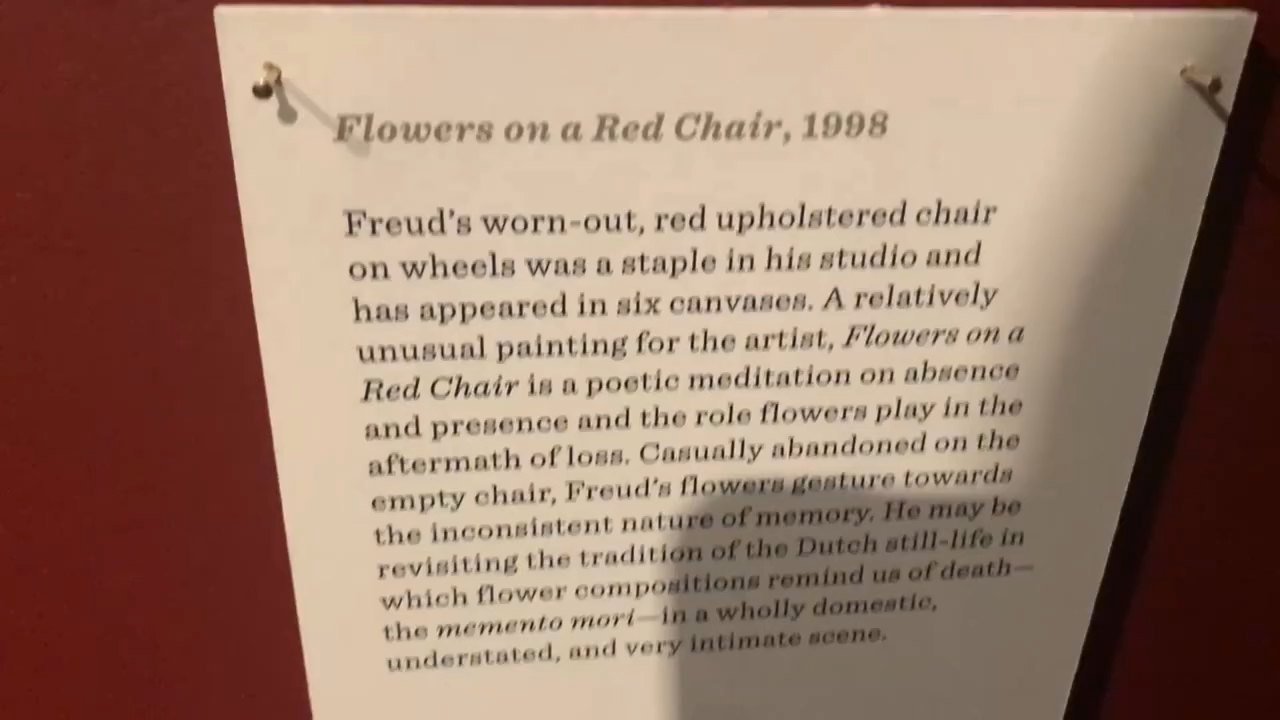 Flowers on a Red Chair, 1998
Freud's worn-out, red upholstered chair
on wheels was a staple in his studio and
has appeared in six canvases. A relatively
unusual painting for the artist, Flowers on a
Red Chair is a poetic meditation on absence
and presence and the role flowers play in the
aftermath of loss. Casually abandoned on the
empty chair, Freud's flowers gesture towards
the inconsistent nature of memory. He may be
revisiting the tradition of the Dutch still-life in
which flower compositions remind us of death—
the memento mori—in a wholly domestic,
understated, and very intimate scene.